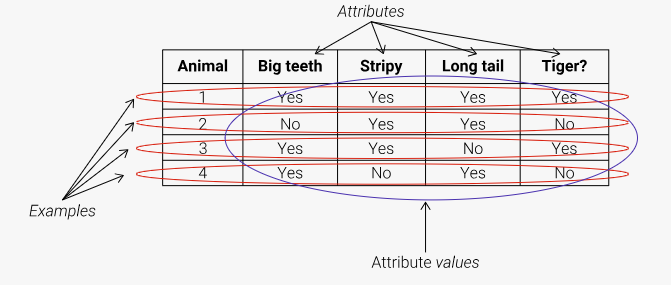 Attributes
Animal Big teeth Stripy Long tail Tiger?
1 Yes Yes Yes Yes
2 No Yes Yes No
3 Yes Yes No Yes
4 Yes No Yes No
Examples
Attribute values